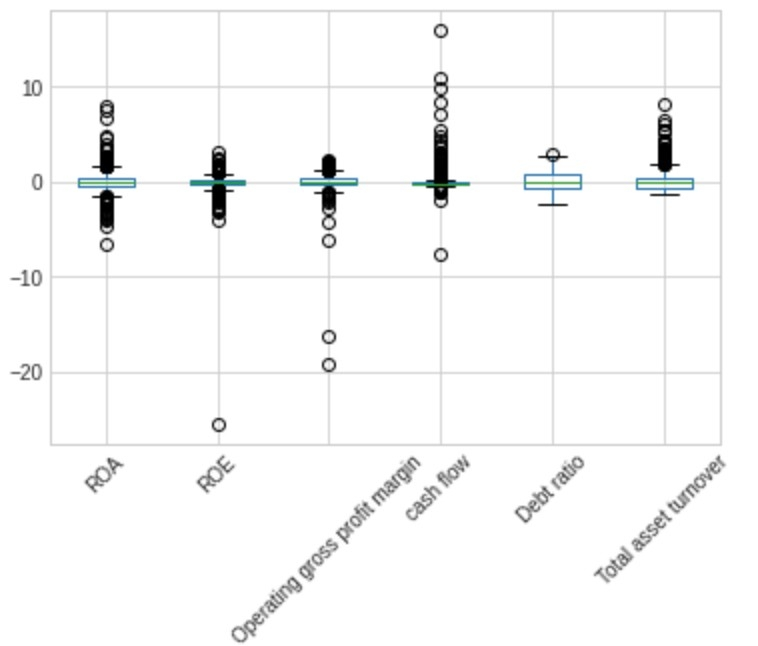 10
0
−10
−20
ROA
ROE
Operating gross profit margin
cash flow
Debt ratio
Total asset turnover